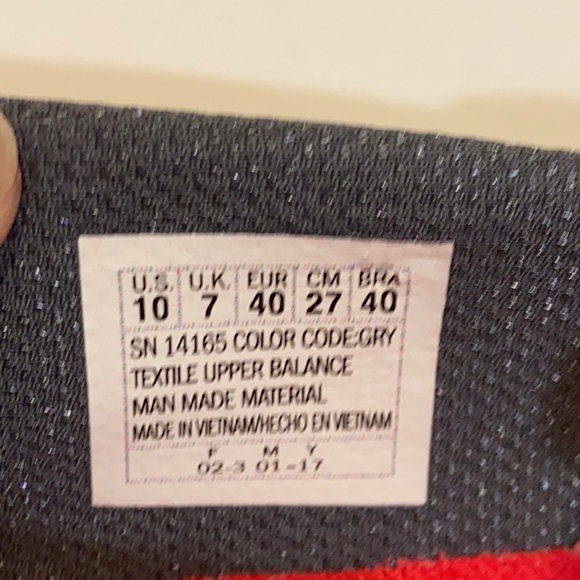 U.S. U.K. EUR CM BRA
10 7 40 27 40
SN 14165 COLOR CODE:GRY
TEXTILE UPPER BALANCE
MAN MADE MATERIAL
MADE IN VIETNAM/HECHO EN VIETNAM
F M Y
02-3 01-17